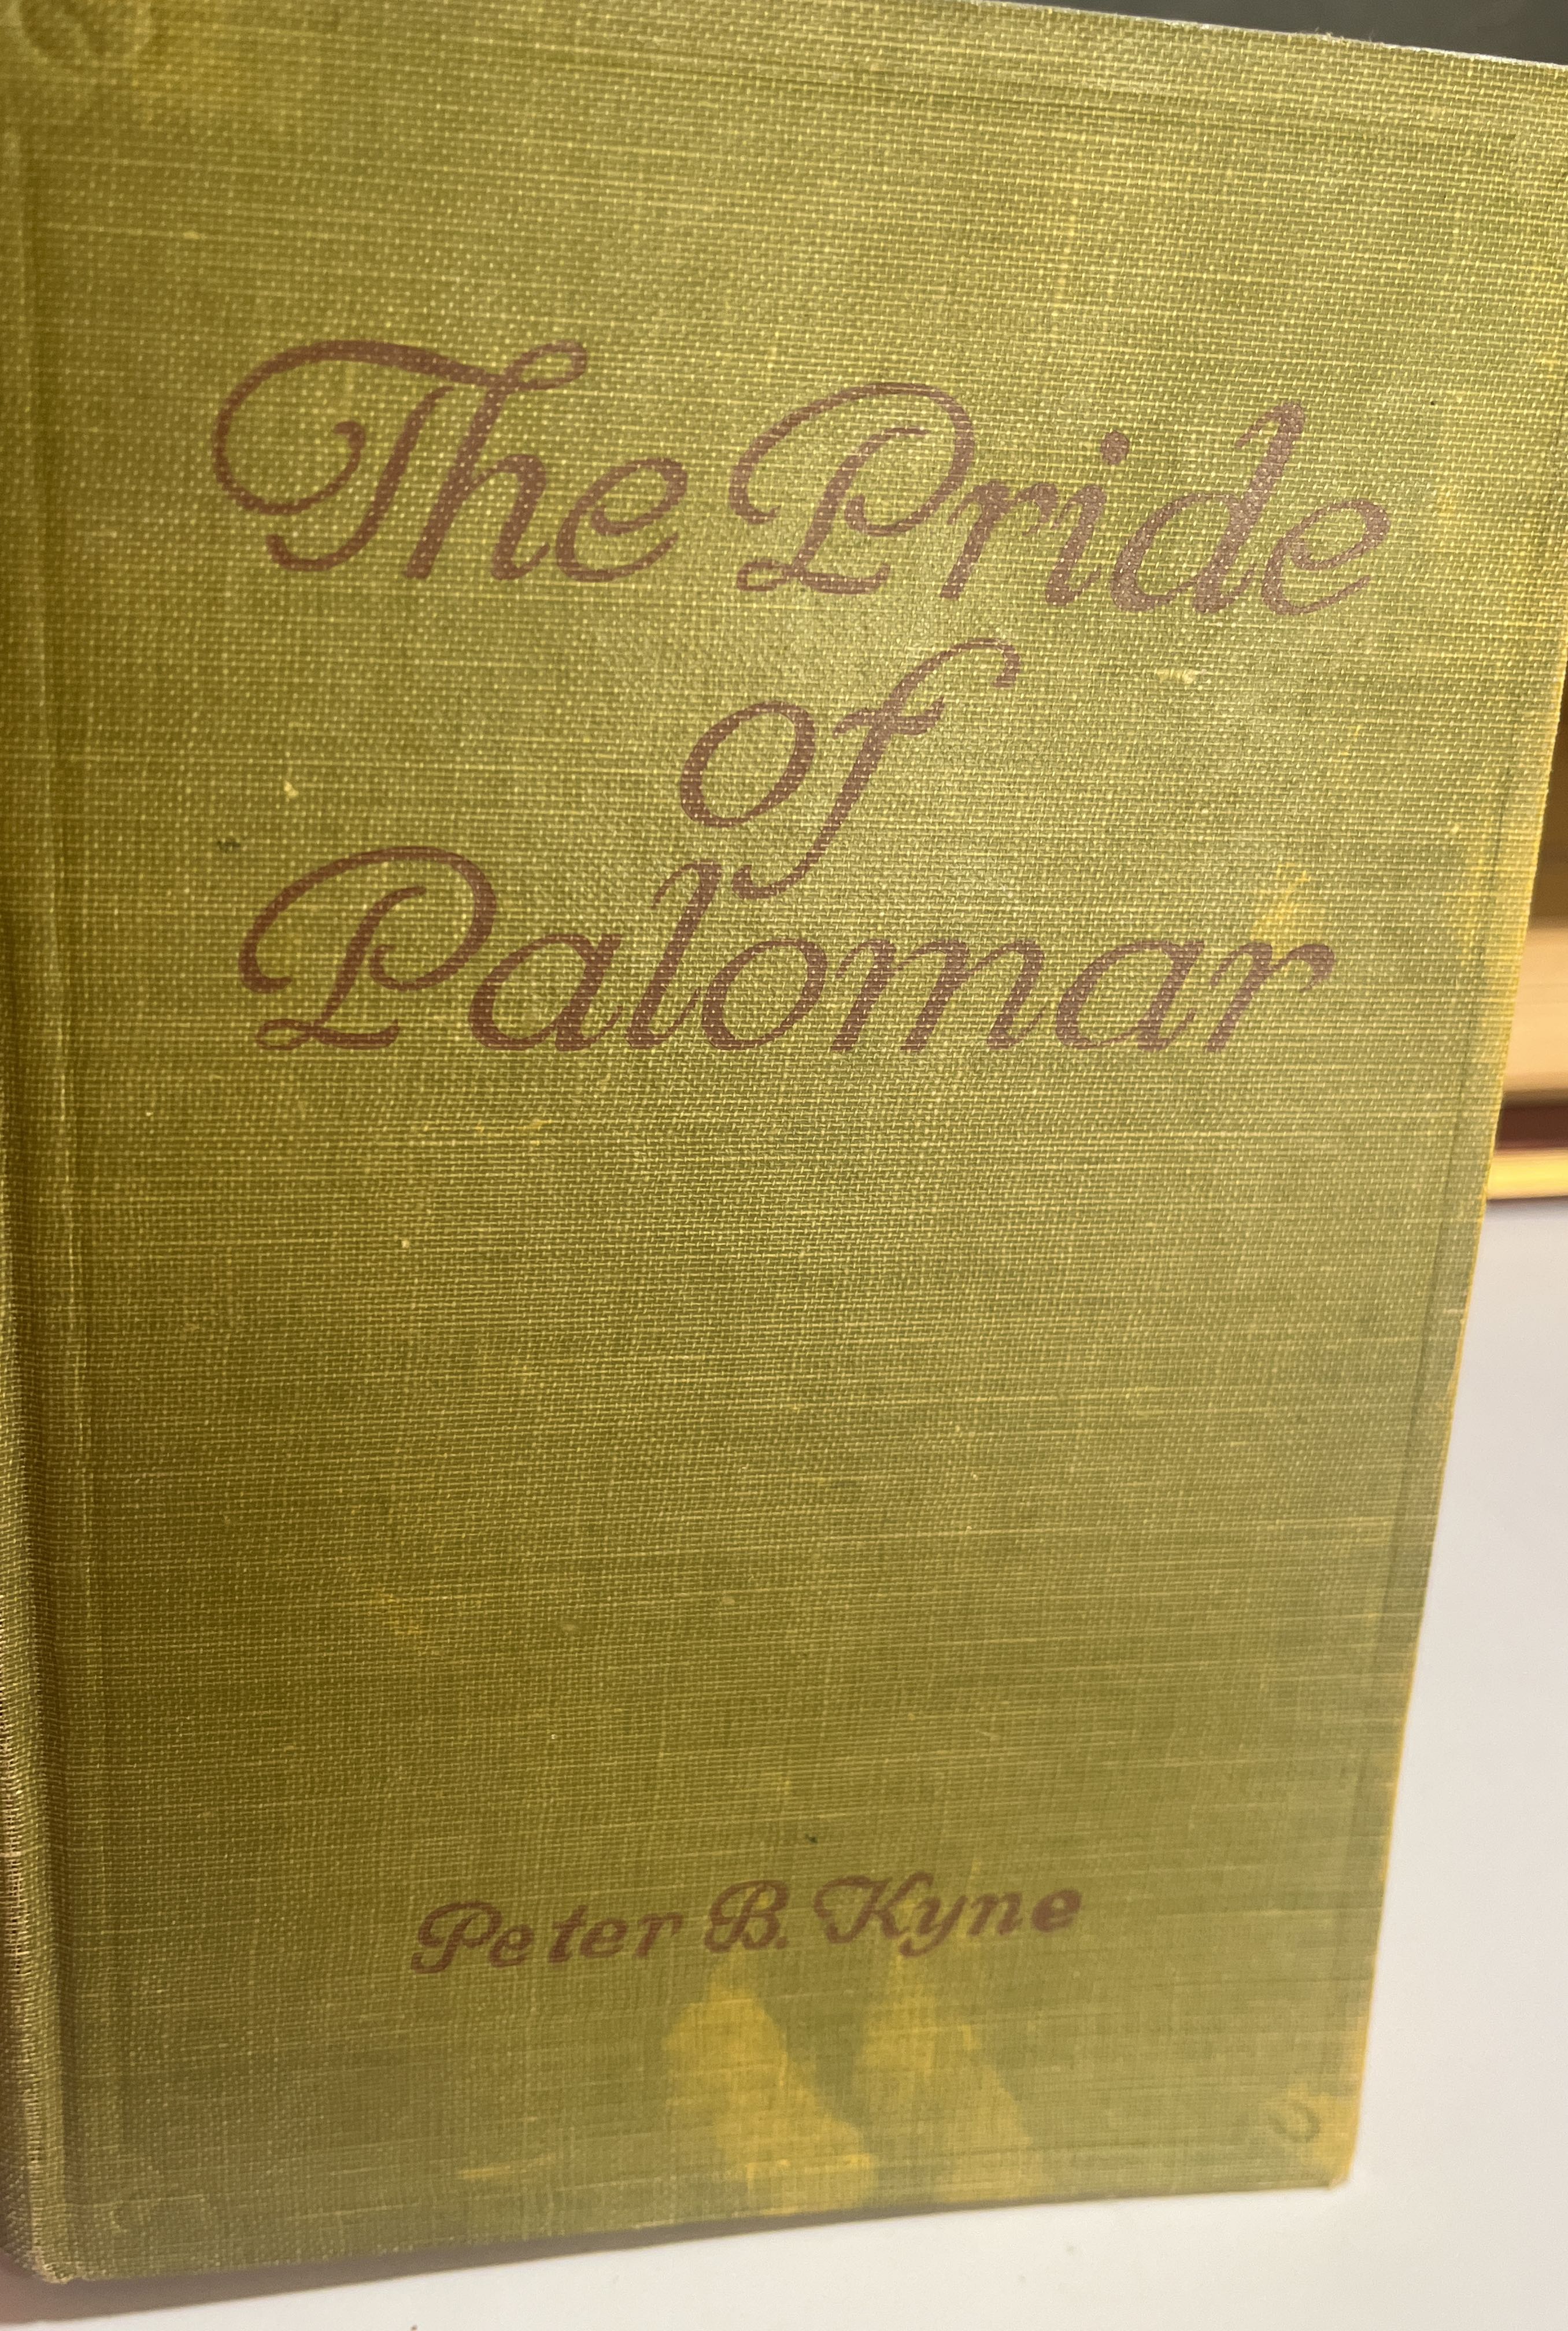 The Pride
of
Palomar
Peter B. Kyne